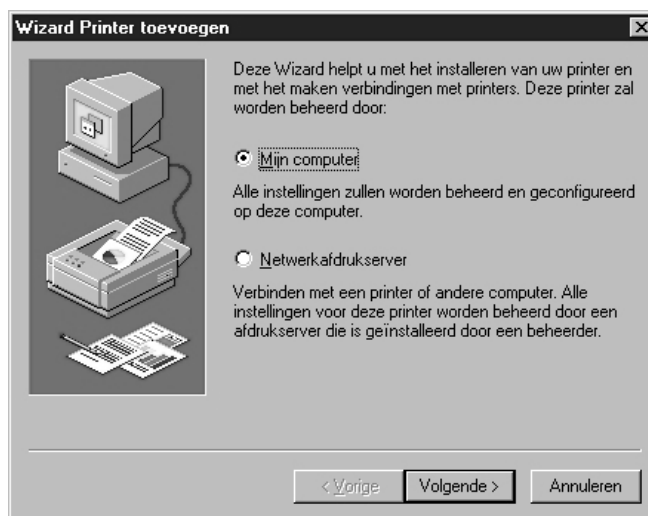 Wizard Printer toevoegen
Deze Wizard helpt u met het installeren van uw printer en
met het maken verbindingen met printers. Deze printer zal
worden beheerd door:
Mijn computer
Alle instellingen zullen worden beheerd en geconfigureerd
op deze computer.
Netwerkafdrukserver
Verbinden met een printer of andere computer. Alle
instellingen voor deze printer worden beheerd door een
afdrukserver die is geïnstalleerd door een beheerder.
< Vorige
Volgende >
Annuleren